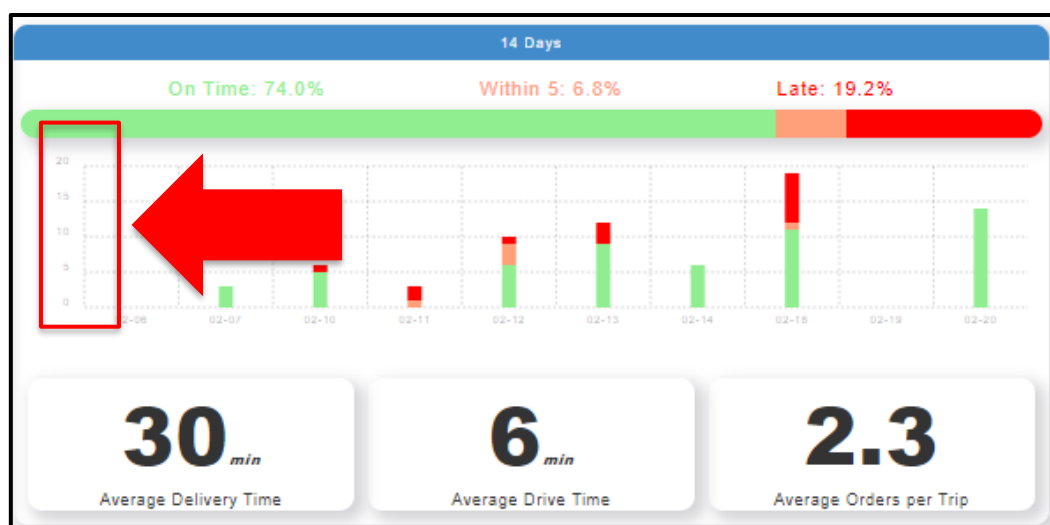 14 Days
On Time: 74.0% Within 5: 6.8% Late: 19.2%
20
15
10
5
0
02-06 02-07 02-10 02-11 02-12 02-13 02-14 02-18 02-19 02-20
30 min 6 min 2.3
Average Delivery Time Average Drive Time Average Orders per Trip